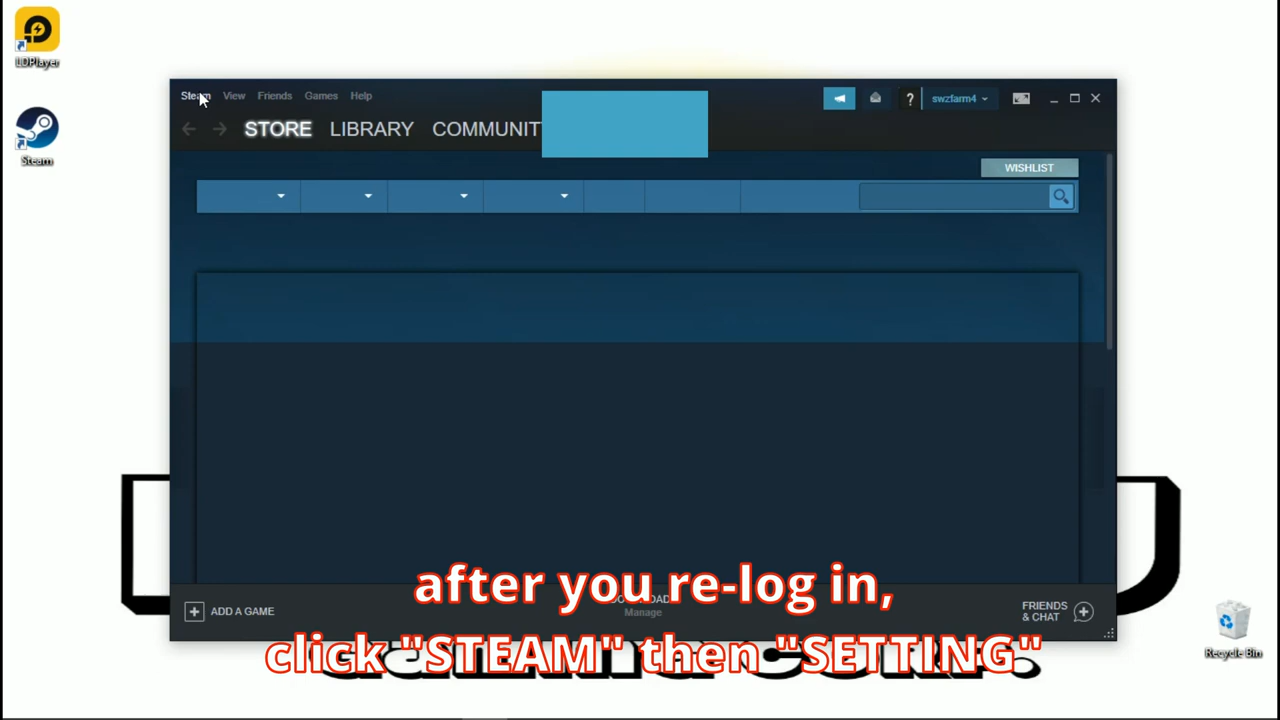 LDPlayer
Steam
Steam View Friends Games Help
swzfarm4
STORE LIBRARY
WISHLIST
after you re-log in,
Manage
ADD A GAME
FRIENDS
& CHAT
click "STEAM" then "SETTING".
Recycle Bin